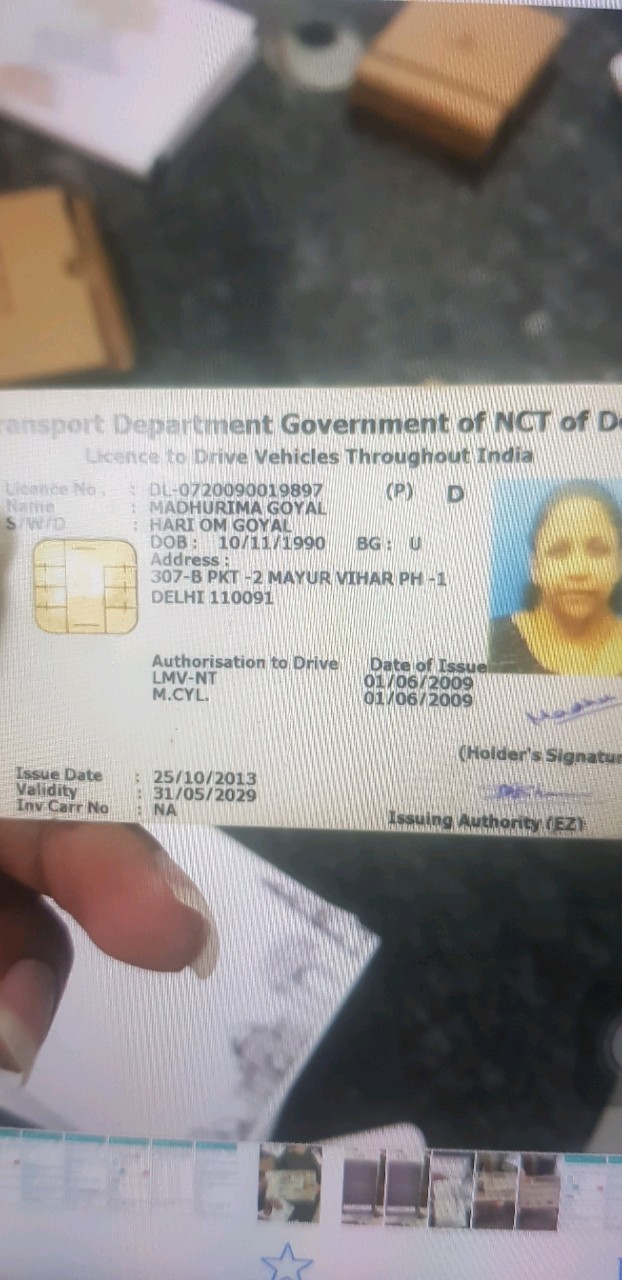 ransport Department Government of NCT of De
Licence to Drive Vehicles Throughout India
Licence No. : DL-0720090019897 (P) D
Name : MADHURIMA GOYAL
S/W/D : HARI OM GOYAL
DOB : 10/11/1990 BG : U
Address :
307-B PKT -2 MAYUR VIHAR PH -1
DELHI 110091
Authorisation to Drive Date of Issue
LMV-NT 01/06/2009
M.CYL. 01/06/2009
(Holder's Signatur
Issue Date : 25/10/2013
Validity : 31/05/2029
Inv Carr No : NA
Issuing Authority (EZ)